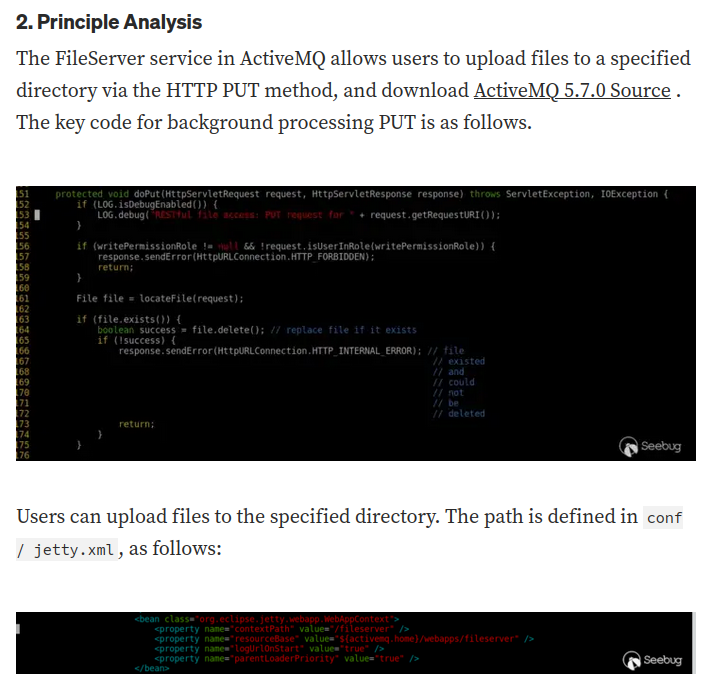 2. Principle Analysis
The FileServer service in ActiveMQ allows users to upload files to a specified
directory via the HTTP PUT method, and download ActiveMQ 5.7.0 Source .
The key code for background processing PUT is as follows.
151 protected void doPut(HttpServletRequest request, HttpServletResponse response) throws ServletException, IOException {
152 if (LOG.isDebugEnabled()) {
153 LOG.debug("RESTful file access: PUT request for " + request.getRequestURI());
154 }
155
156 if (writePermissionRole != null && !request.isUserInRole(writePermissionRole)) {
157 response.sendError(HttpURLConnection.HTTP_FORBIDDEN);
158 return;
159 }
160
161 File file = locateFile(request);
162
163 if (file.exists()) {
164 boolean success = file.delete(); // replace file if it exists
165 if (!success) {
166 response.sendError(HttpURLConnection.HTTP_INTERNAL_ERROR); // file
167 // existed
168 // and
169 // could
170 // not
171 // be
172 // deleted
173 return;
174 }
175 }
176
Seebug
Users can upload files to the specified directory. The path is defined in conf
/ jetty.xml , as follows:
<bean class="org.eclipse.jetty.webapp.WebAppContext">
<property name="contextPath" value="/fileserver" />
<property name="resourceBase" value="${activemq.home}/webapps/fileserver" />
<property name="logUrlOnStart" value="true" />
<property name="parentLoaderPriority" value="true" />
</bean>
Seebug